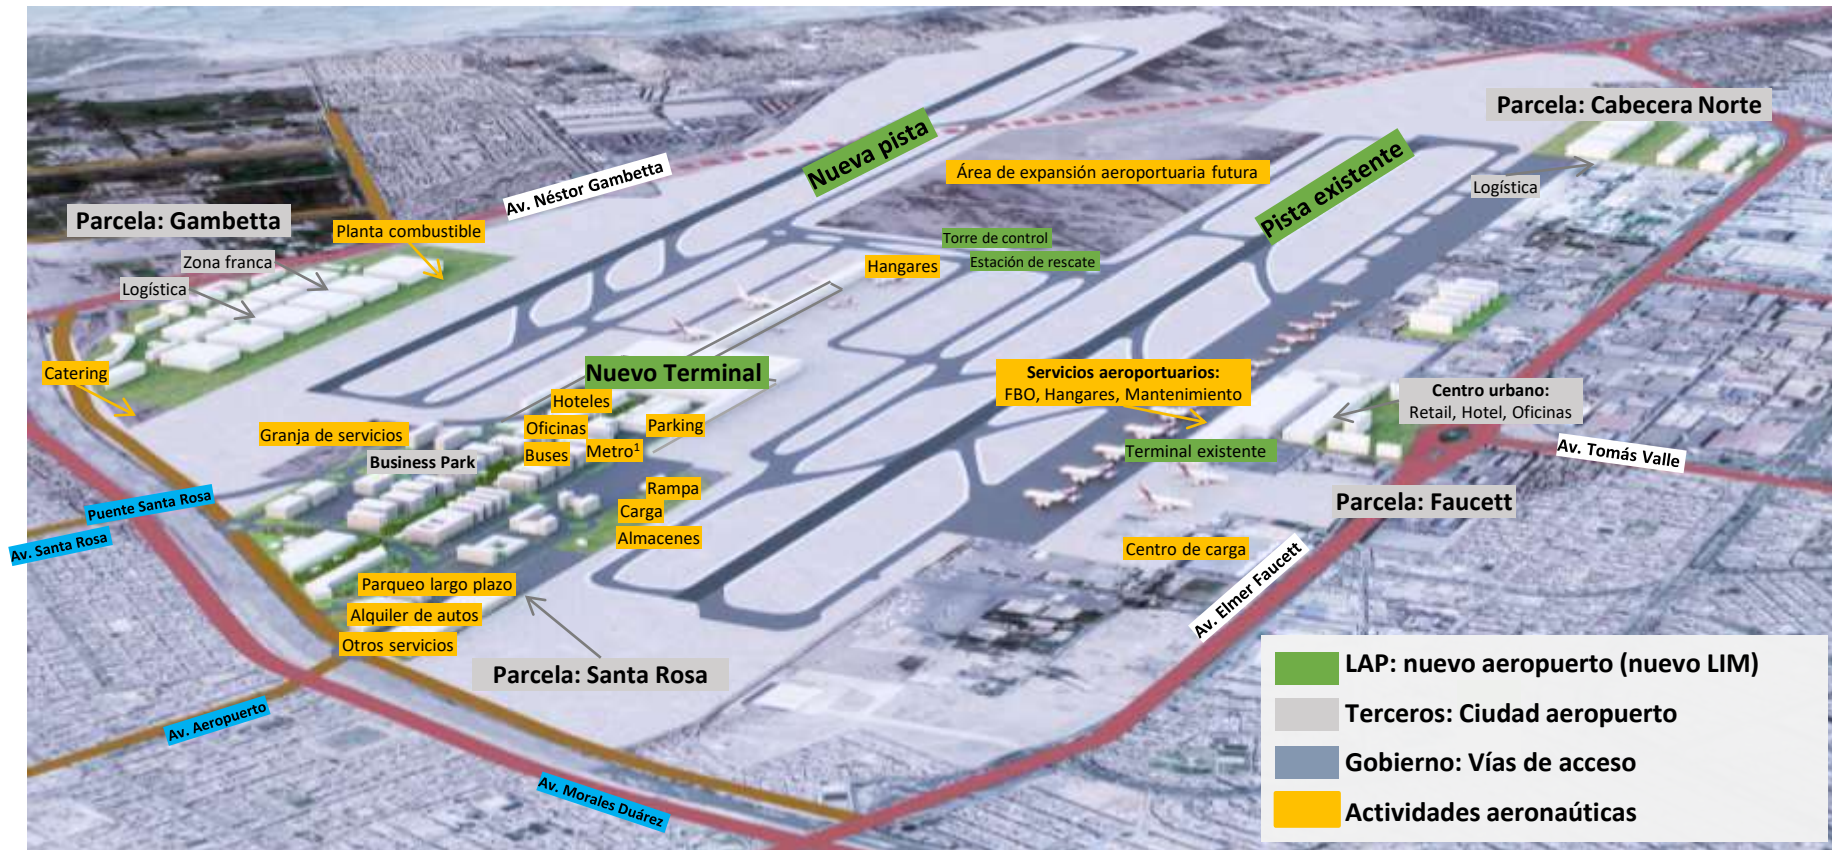 Parcela: Cabecera Norte
Nueva pista
Área de expansión aeroportuaria futura
Pista existente
Logística
Av. Néstor Gambetta
Parcela: Gambetta
Planta combustible
Zona franca
Logística
Torre de control
Estación de rescate
Hangares
Catering
Nuevo Terminal
Servicios aeroportuarios:
FBO, Hangares, Mantenimiento
Centro urbano:
Retail, Hotel, Oficinas
Hoteles
Oficinas
Parking
Granja de servicios
Buses
Metro¹
Business Park
Terminal existente
Av. Tomás Valle
Rampa
Carga
Almacenes
Puente Santa Rosa
Av. Santa Rosa
Parcela: Faucett
Centro de carga
Av. Elmer Faucett
Parqueo largo plazo
Alquiler de autos
Otros servicios
Parcela: Santa Rosa
Av. Aeropuerto
Av. Morales Duárez
LAP: nuevo aeropuerto (nuevo LIM)
Terceros: Ciudad aeropuerto
Gobierno: Vías de acceso
Actividades aeronaúticas